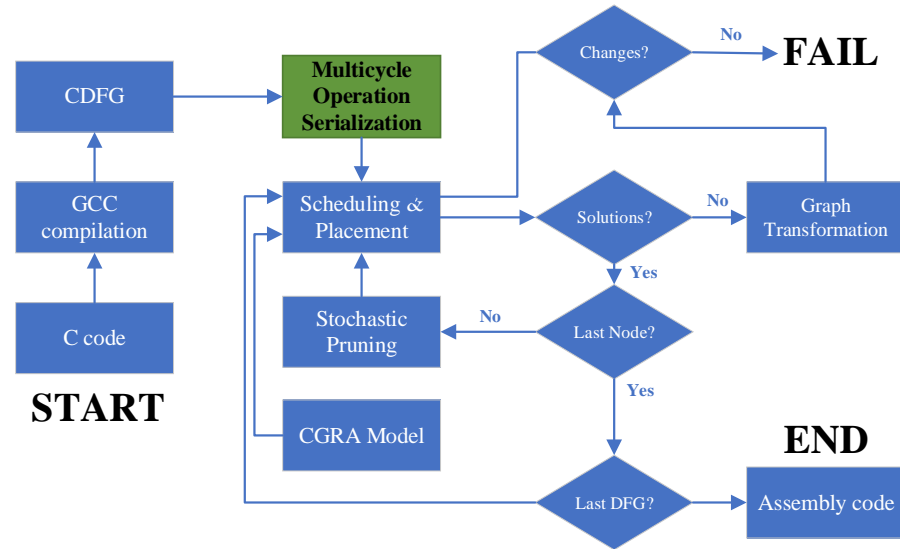 No
Changes?
FAIL
CDFG
Multicycle
Operation
Serialization
GCC
compilation
Scheduling &
Placement
Solutions?
No
Graph
Transformation
Yes
C code
Stochastic
Pruning
No
Last Node?
START
Yes
CGRA Model
END
Last DFG?
Assembly code